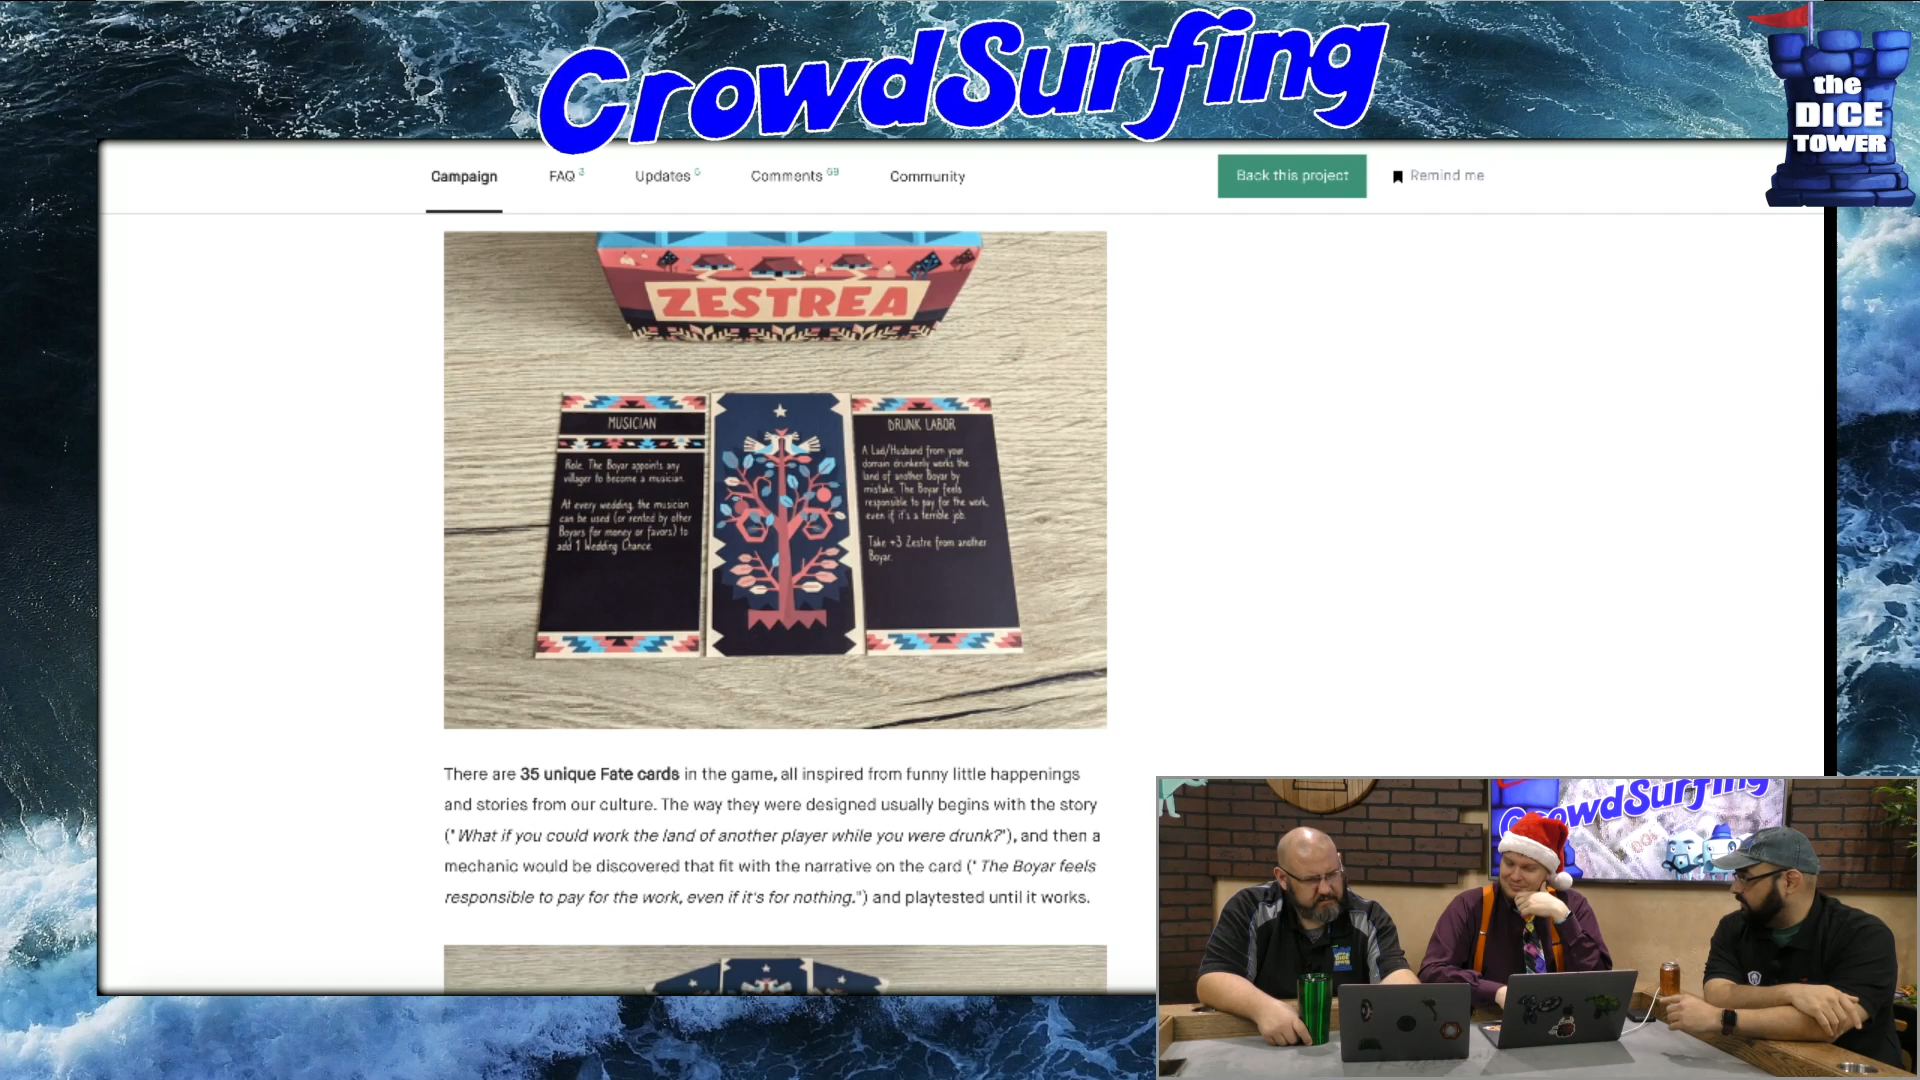 CrowdSurfing
the
DICE
TOWER
Campaign
FAQ 3
Updates 6
Comments 69
Community
Back this project
Remind me
ZESTREA
MUSICIAN
Role. The Boyar appoints any
villager to become a musician.
At every wedding, the musician
can be used (or rented by other
Boyars for money or favors) to
add 1 Wedding Chance.
DRUNK LABOR
A Lad/Husband from your
domain drunkenly works the
land of another Boyar by
mistake. The Boyar feels
responsible to pay for the work,
even if it's a terrible job.
Take +3 Zestre from another
Boyar.
There are 35 unique Fate cards in the game, all inspired from funny little happenings
and stories from our culture. The way they were designed usually begins with the story
("What if you could work the land of another player while you were drunk?"), and then a
mechanic would be discovered that fit with the narrative on the card ("The Boyar feels
responsible to pay for the work, even if it's for nothing.") and playtested until it works.
CrowdSurfing
DICE
TOWER